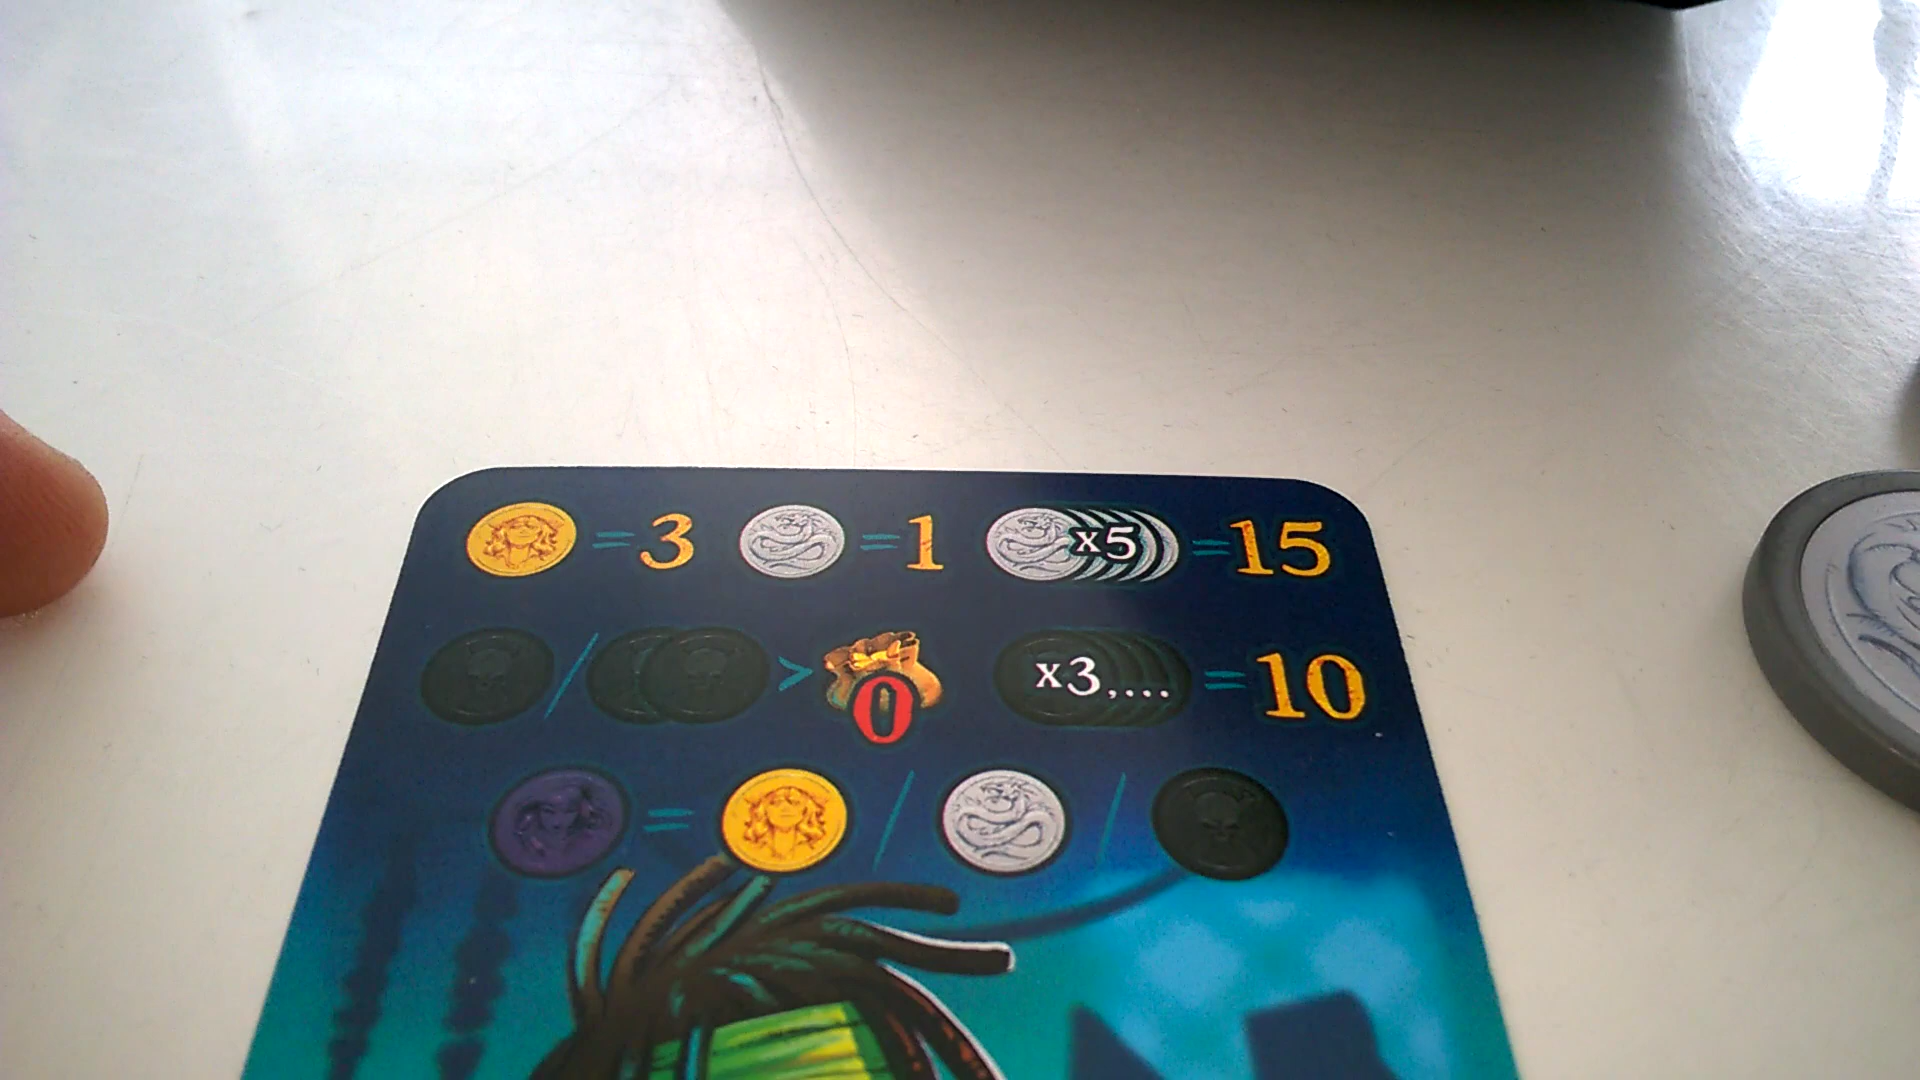 =3 =1 x5 =15
/ > 0 x3,... =10
= / /